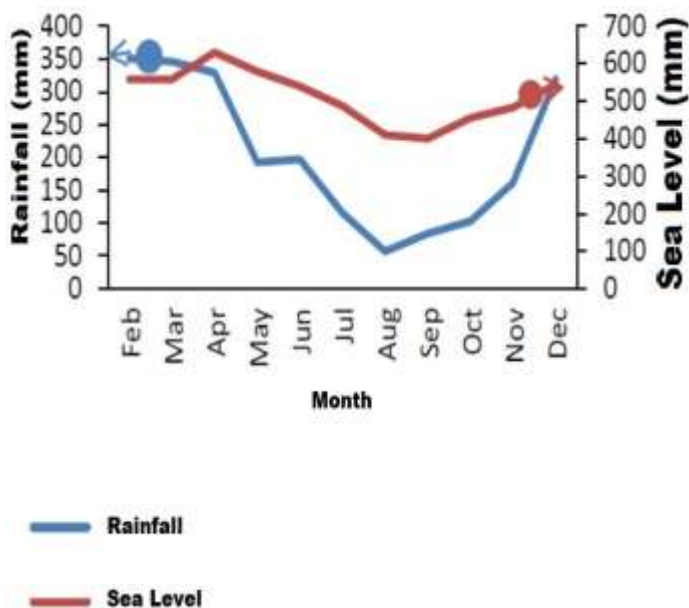 Rainfall (mm)
400
350
300
250
200
150
100
50
0
700
600
500
400
300
200
100
0
Sea Level (mm)
Feb
Mar
Apr
May
Jun
Jul
Aug
Sep
Oct
Nov
Dec
Month
Rainfall
Sea Level